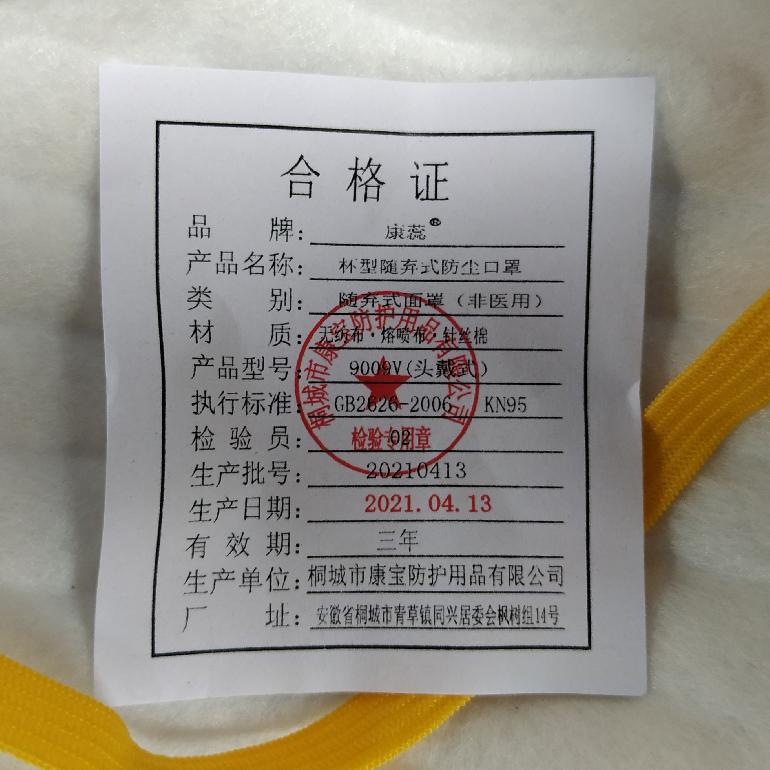 合格证
品 牌：康蕊®
产品名称：杯型随弃式防尘口罩
类 别：随弃式面罩（非医用）
材 质：无纺布·熔喷布·针丝棉
产品型号：9009V(头戴式)
执行标准：GB2626-2006 KN95
检 验 员：02
生产批号：20210413
生产日期：2021.04.13
有 效 期：三年
生产单位：桐城市康宝防护用品有限公司
厂 址：安徽省桐城市青草镇同兴居委会枫树组14号
桐城市康宝防护用品有限公司
检验专用章